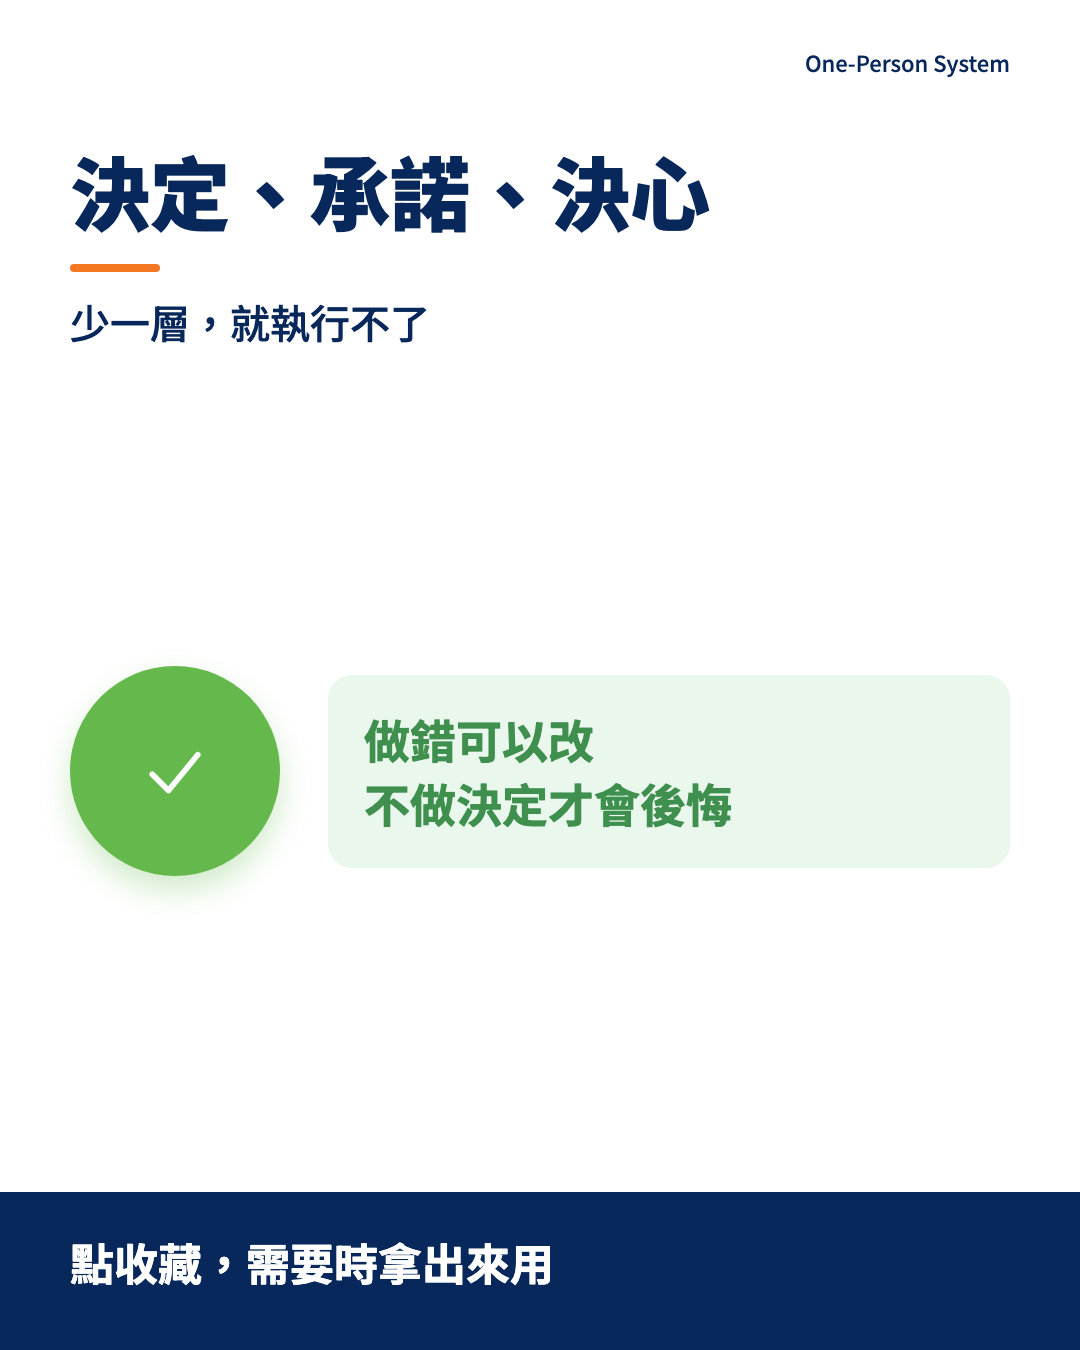 One-Person System
決定、承諾、決心
少一層，就執行不了
做錯可以改
不做決定才會後悔
點收藏，需要時拿出來用